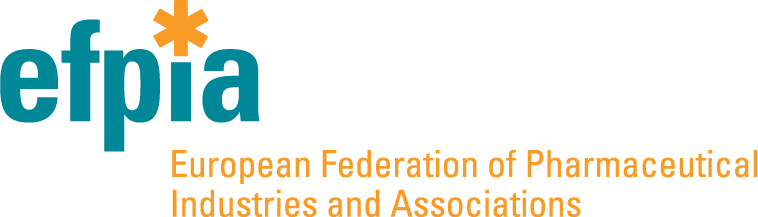 efpia
European Federation of Pharmaceutical
Industries and Associations